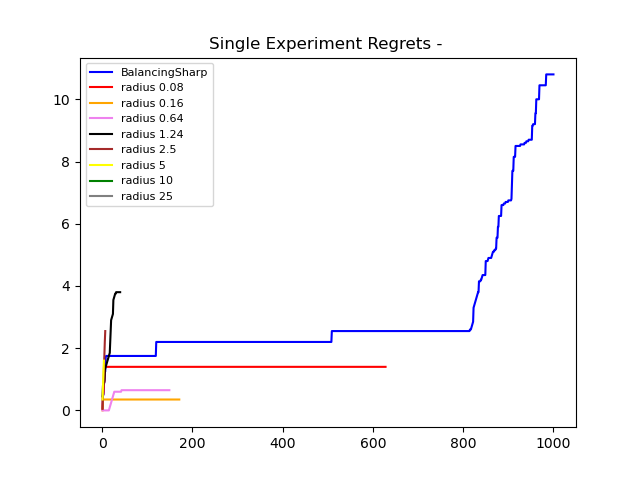 Single Experiment Regrets -
BalancingSharp
radius 0.08
radius 0.16
radius 0.64
radius 1.24
radius 2.5
radius 5
radius 10
radius 25
10
8
6
4
2
0
0 200 400 600 800 1000